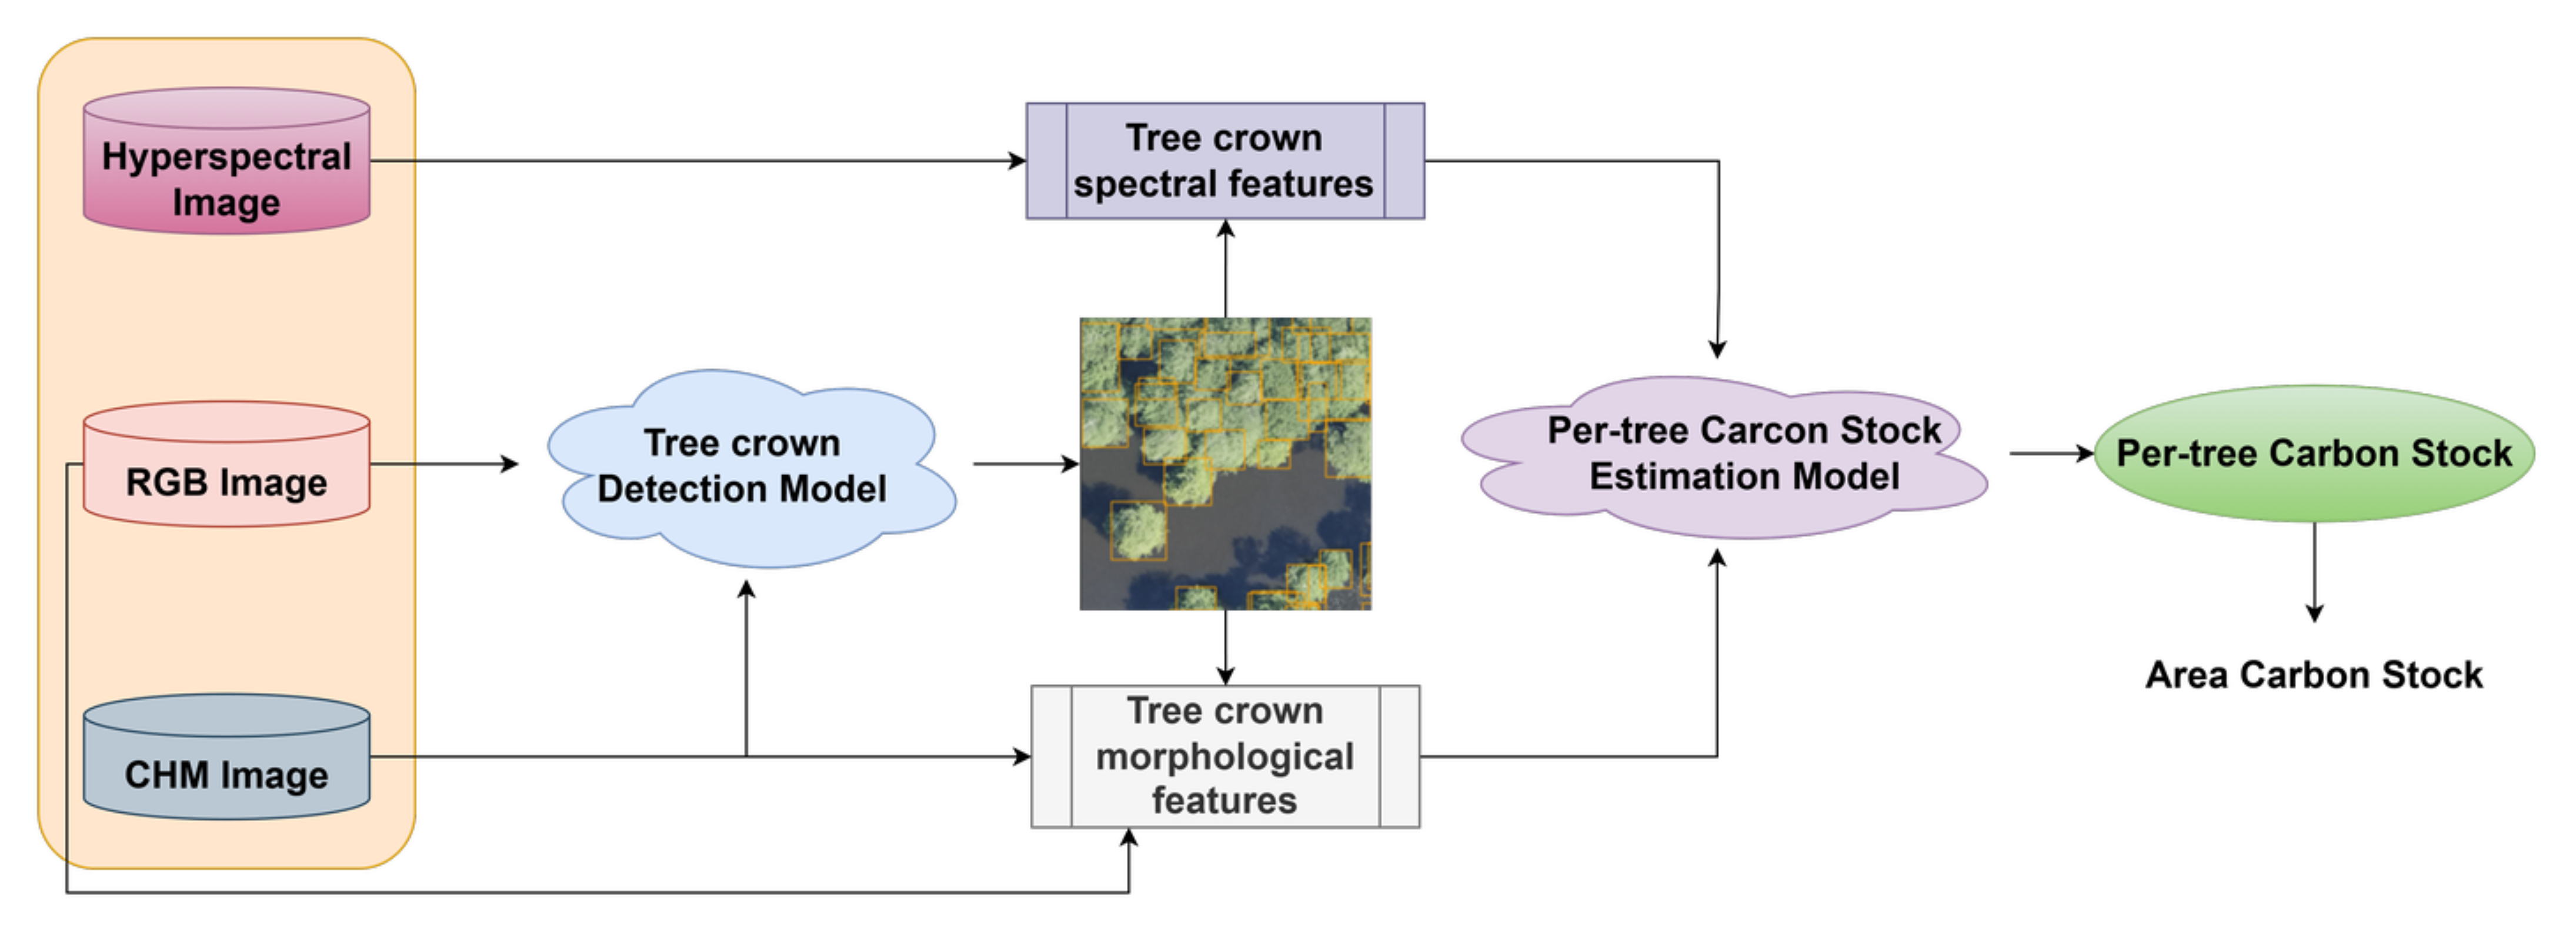 Hyperspectral
Image
RGB Image
CHM Image
Tree crown
Detection Model
Tree crown
spectral features
Tree crown
morphological
features
Per-tree Carcon Stock
Estimation Model
Per-tree Carbon Stock
Area Carbon Stock